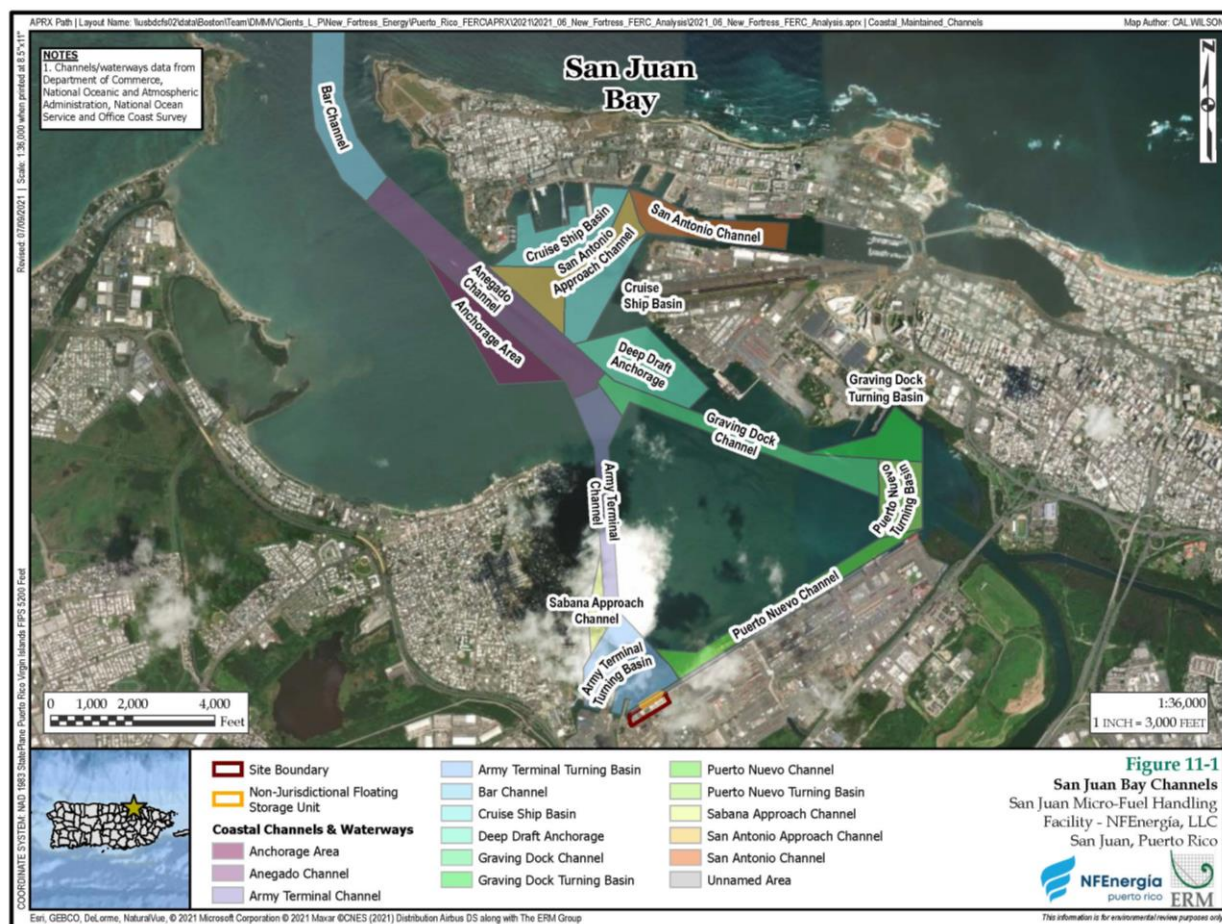 APRX Path | Layout Name: \\usbdcfs02\data\Boston\Team\DMMV\Clients_L_P\New_Fortress_Energy\Puerto_Rico_FERC\APRX\2021\2021_06_New_Fortress_FERC_Analysis\2021_06_New_Fortress_FERC_Analysis.aprx | Coastal_Maintained_Channels
Map Author: CAL WILSON
Revised: 07/09/2021 | Scale: 1:36,000 when printed at 8.5"x11"
COORDINATE SYSTEM: NAD 1983 StatePlane Puerto Rico Virgin Islands FIPS 5200 Feet
NOTES
1. Channels/waterways data from
Department of Commerce,
National Oceanic and Atmospheric
Administration, National Ocean
Service and Office Coast Survey
San Juan
Bay
N
Bar Channel
Cruise Ship Basin
San Antonio
Approach Channel
San Antonio Channel
Anegado
Channel
Anchorage Area
Cruise
Ship Basin
Deep Draft
Anchorage
Graving Dock
Turning Basin
Graving Dock
Channel
Puerto Nuevo
Turning Basin
Army Terminal
Channel
Puerto Nuevo Channel
Sabana Approach
Channel
Army Terminal
Turning Basin
0 1,000 2,000 4,000
Feet
1:36,000
1 INCH = 3,000 FEET
Site Boundary
Non-Jurisdictional Floating
Storage Unit
Coastal Channels & Waterways
Anchorage Area
Anegado Channel
Army Terminal Channel
Army Terminal Turning Basin
Bar Channel
Cruise Ship Basin
Deep Draft Anchorage
Graving Dock Channel
Graving Dock Turning Basin
Puerto Nuevo Channel
Puerto Nuevo Turning Basin
Sabana Approach Channel
San Antonio Approach Channel
San Antonio Channel
Unnamed Area
Figure 11-1
San Juan Bay Channels
San Juan Micro-Fuel Handling
Facility - NFEnergía, LLC
San Juan, Puerto Rico
NFEnergía
puerto rico
ERM
Esri, GEBCO, DeLorme, NaturalVue, © 2021 Microsoft Corporation © 2021 Maxar ©CNES (2021) Distribution Airbus DS along with The ERM Group
This information is for environmental review purposes only.